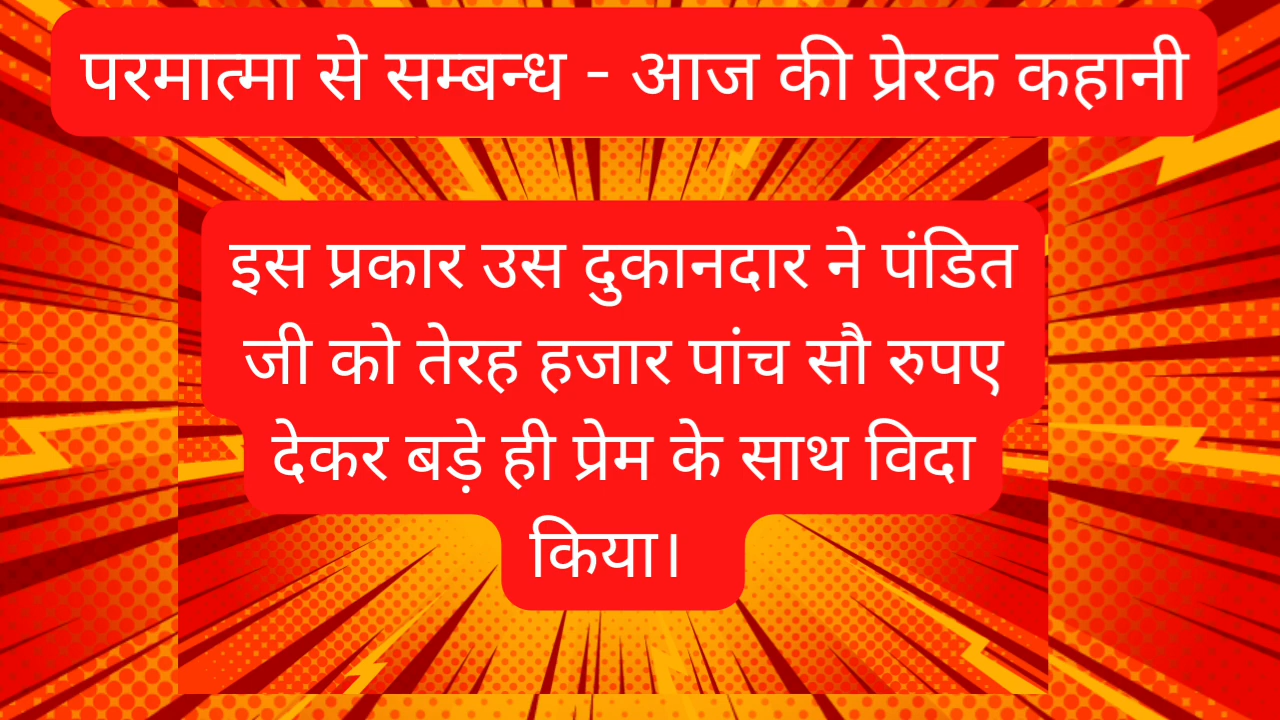 परमात्मा से सम्बन्ध - आज की प्रेरक कहानी
इस प्रकार उस दुकानदार ने पंडित
जी को तेरह हजार पांच सौ रुपए
देकर बड़े ही प्रेम के साथ विदा
किया।